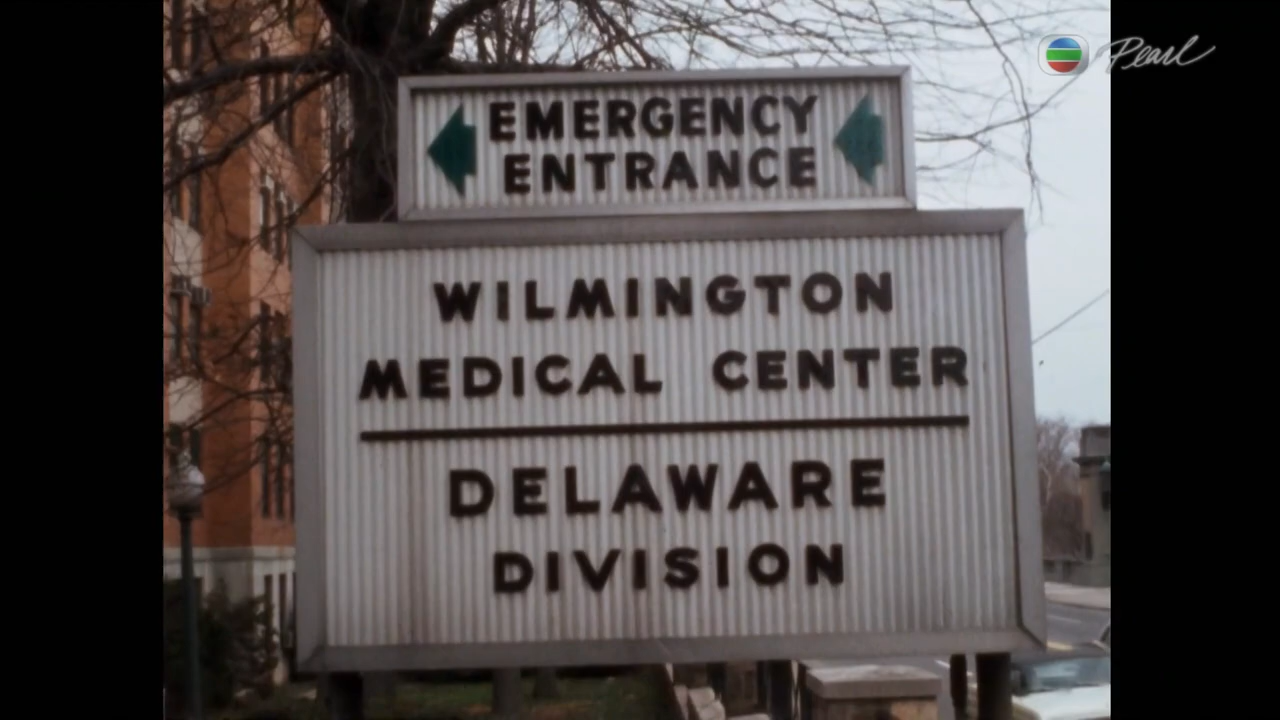 Pearl
EMERGENCY
ENTRANCE
WILMINGTON
MEDICAL CENTER
DELAWARE
DIVISION